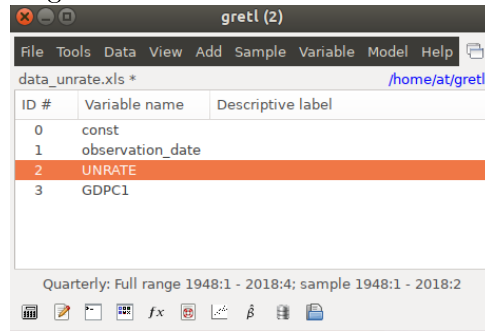 gretl (2)
File Tools Data View Add Sample Variable Model Help
data_unrate.xls * /home/at/gretl
ID # Variable name Descriptive label
0 const
1 observation_date
2 UNRATE
3 GDPC1
Quarterly: Full range 1948:1 - 2018:4; sample 1948:1 - 2018:2
fx β̂